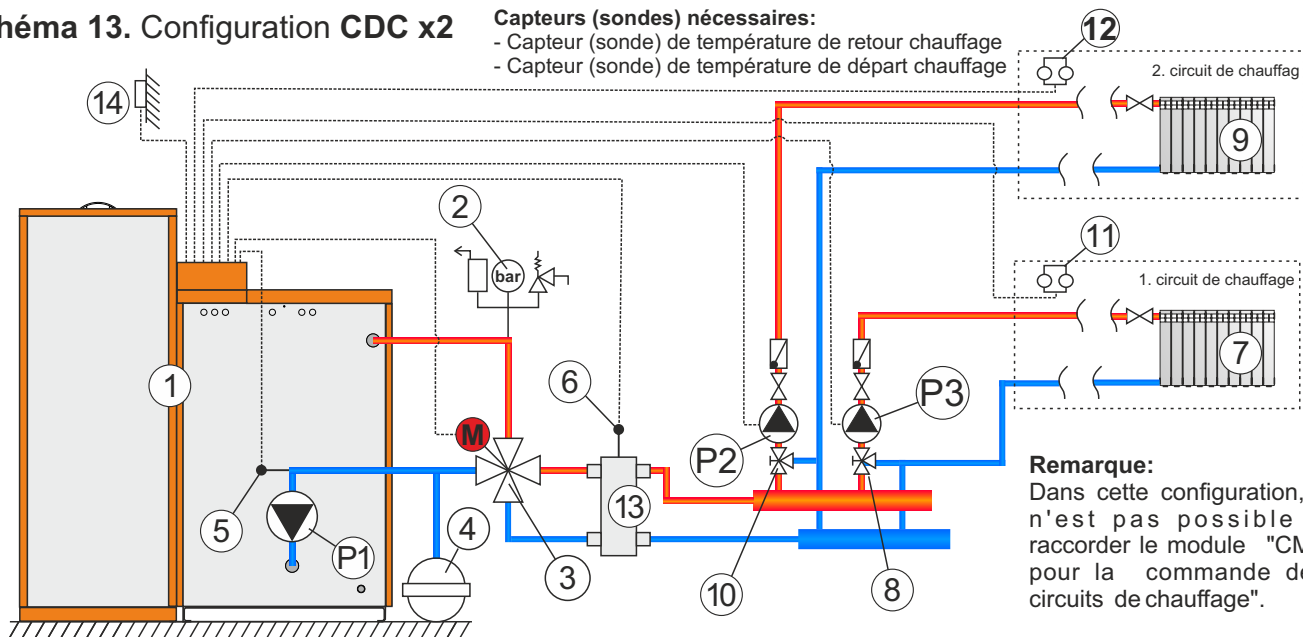 héma 13. Configuration CDC x2
Capteurs (sondes) nécessaires:
- Capteur (sonde) de température de retour chauffage
- Capteur (sonde) de température de départ chauffage
12
2. circuit de chauffag
14
9
2
bar
11
1. circuit de chauffage
7
1
6
M
P3
P2
5
P1
4
3
13
10
8
Remarque:
Dans cette configuration,
n'est pas possible
raccorder le module "CM
pour la commande de
circuits de chauffage".